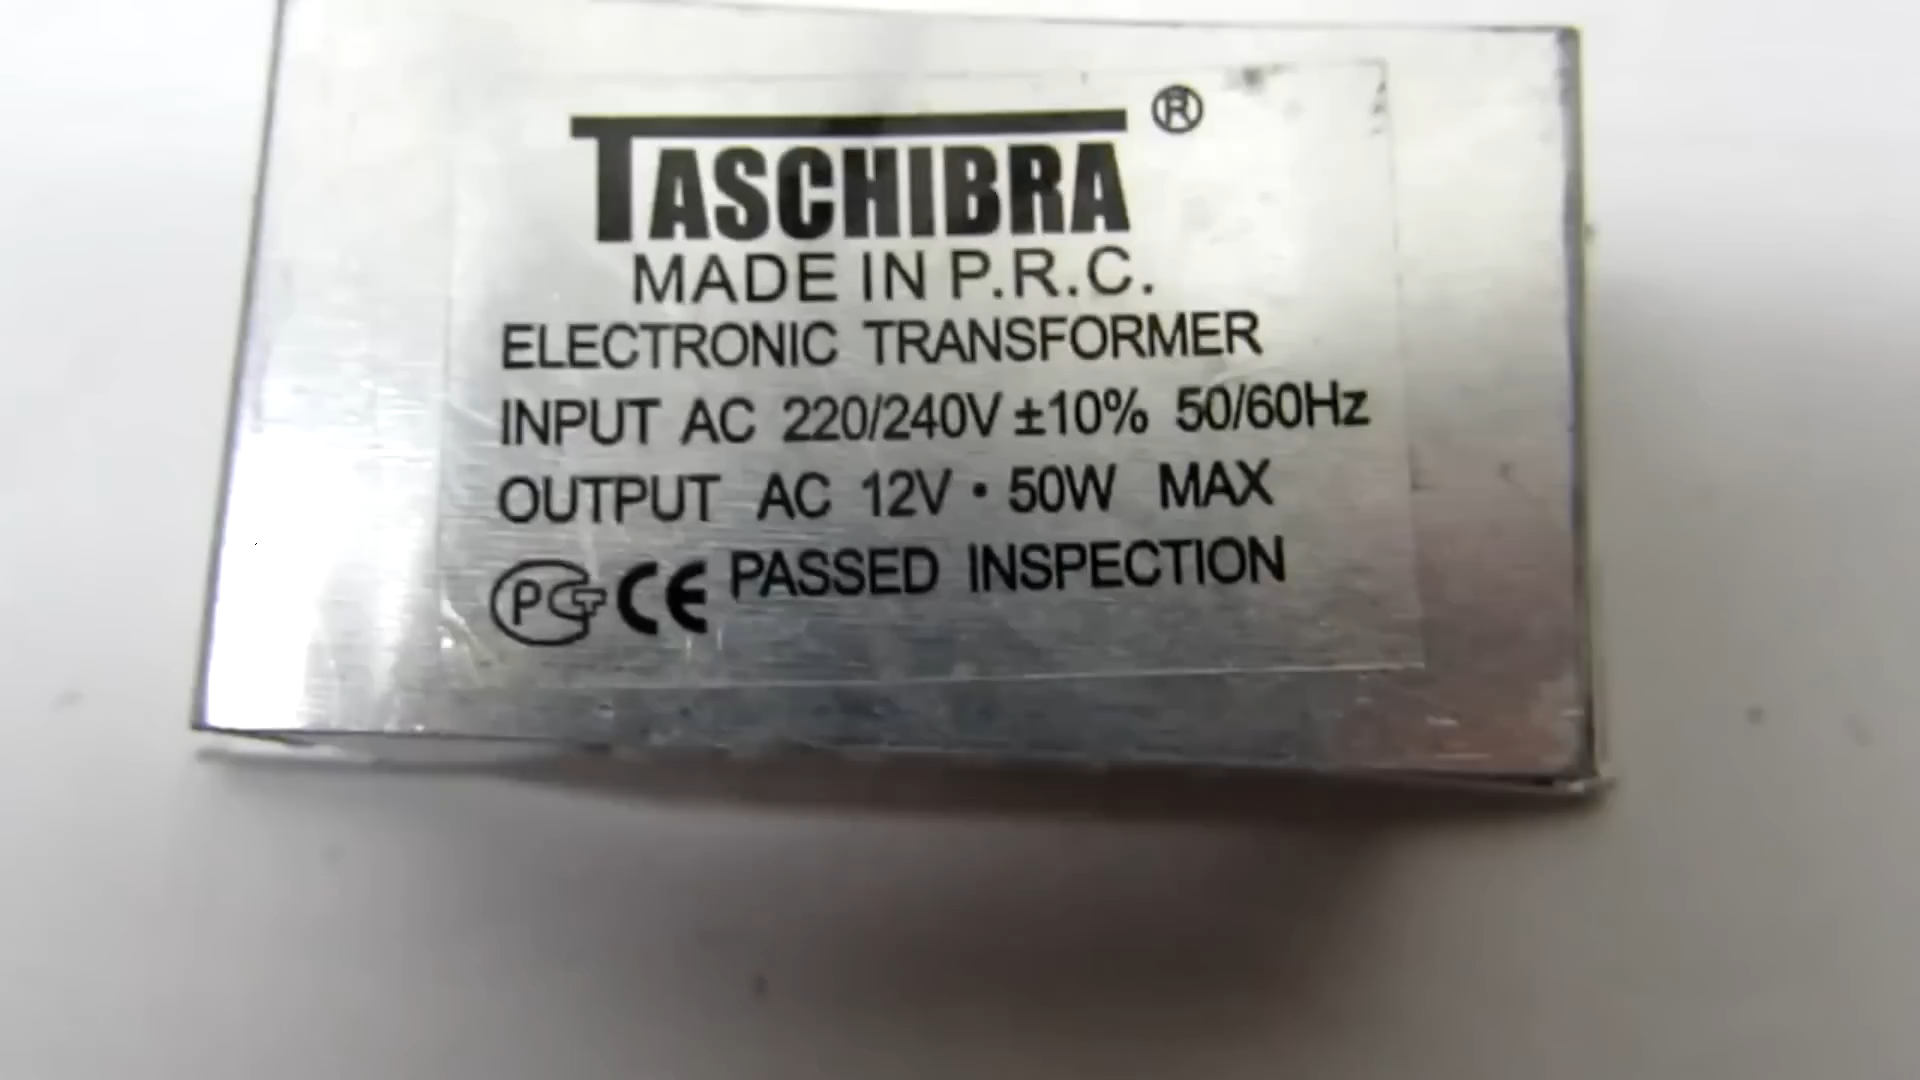 TASCHIBRA ®
MADE IN P.R.C.
ELECTRONIC TRANSFORMER
INPUT AC 220/240V ±10% 50/60Hz
OUTPUT AC 12V • 50W MAX
PCT CE PASSED INSPECTION